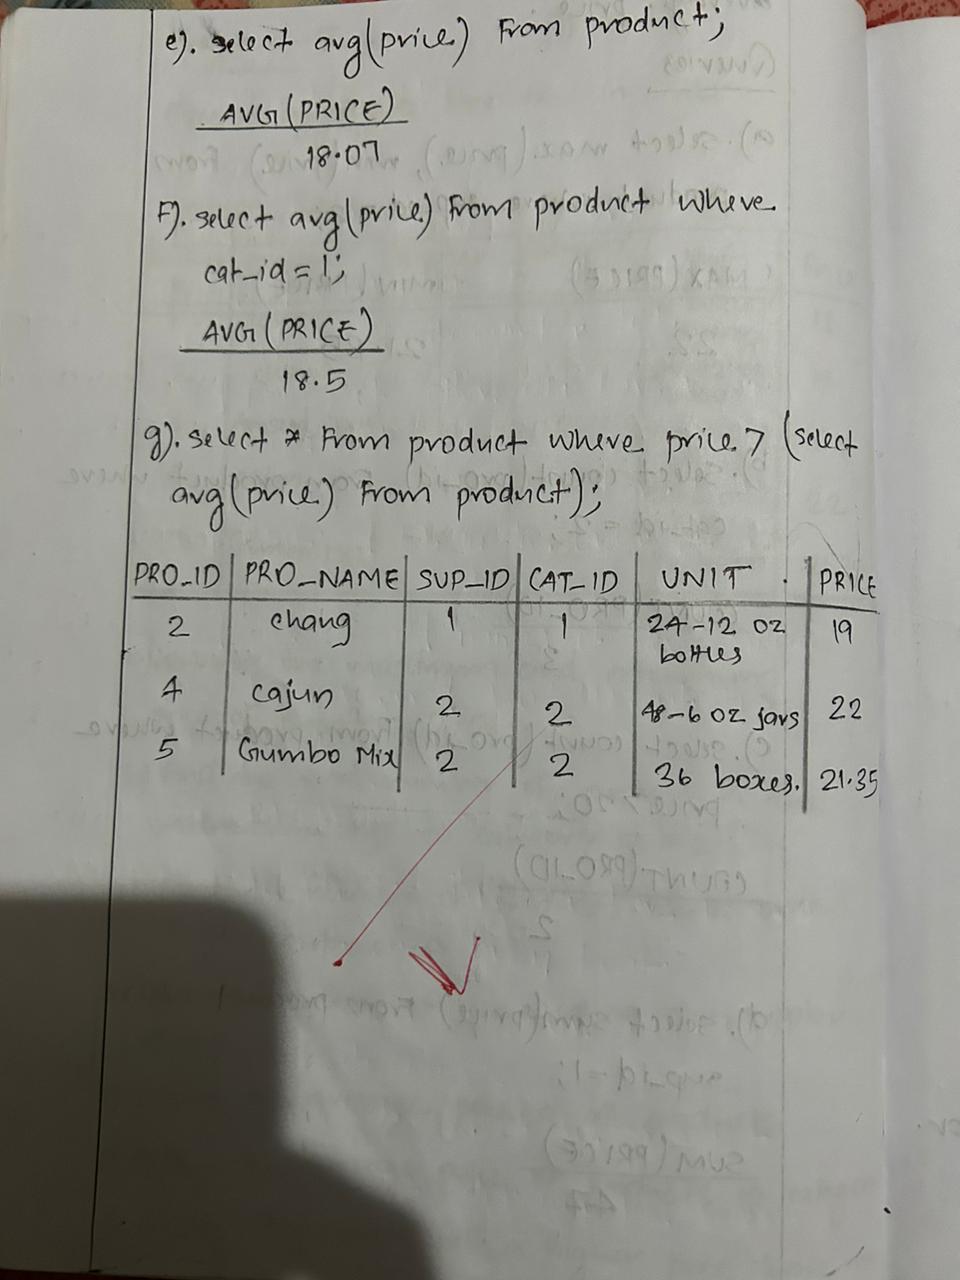 e). select avg(price) From product;
AVG(PRICE)
18.07
F). select avg(price) From product where
cat_id = 1;
AVG(PRICE)
18.5
g). select * From product where price > (select
avg(price) From product);
PRO_ID PRO_NAME SUP_ID CAT_ID UNIT PRICE
2 chang 1 1 24-12 oz bottles 19
4 cajun 2 2 48-6 oz jars 22
5 Gumbo Mix 2 2 36 boxes. 21.35